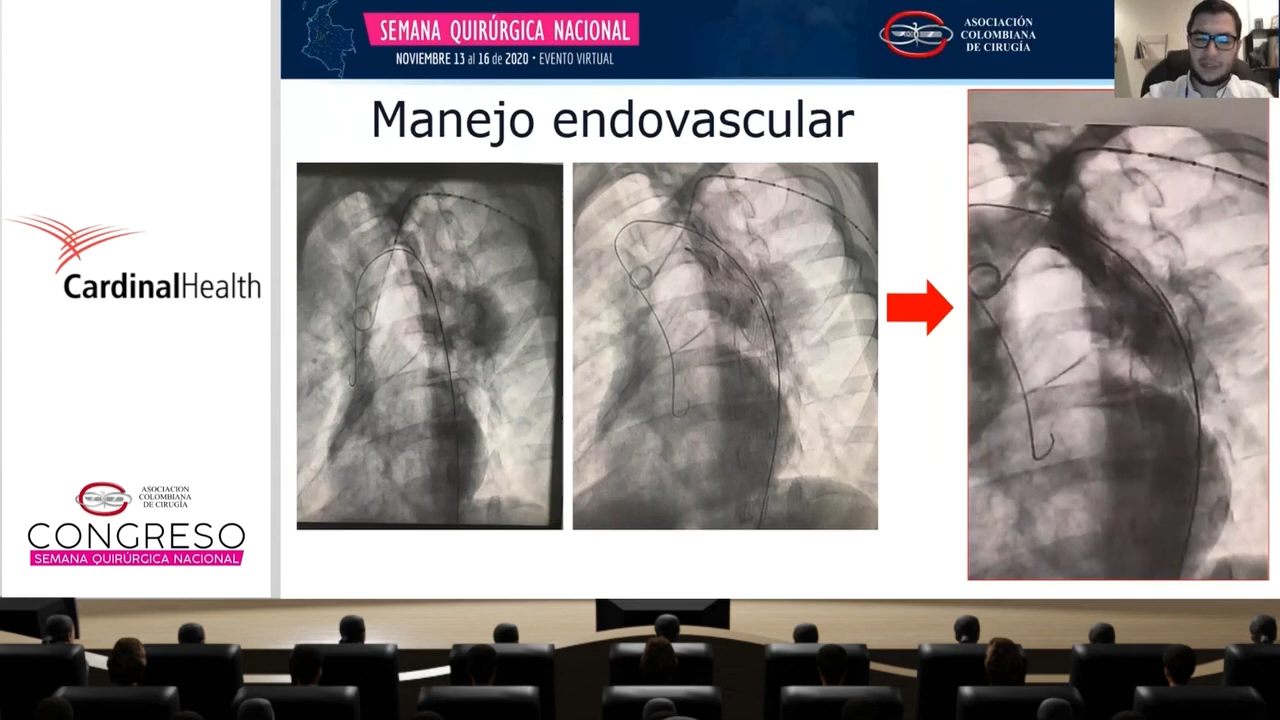 SEMANA QUIRÚRGICA NACIONAL
NOVIEMBRE 13 al 16 de 2020 • EVENTO VIRTUAL
ASOCIACIÓN
COLOMBIANA
DE CIRUGÍA
Manejo endovascular
CardinalHealth
ASOCIACION
COLOMBIANA
DE CIRUGÍA
CONGRESO
SEMANA QUIRÚRGICA NACIONAL